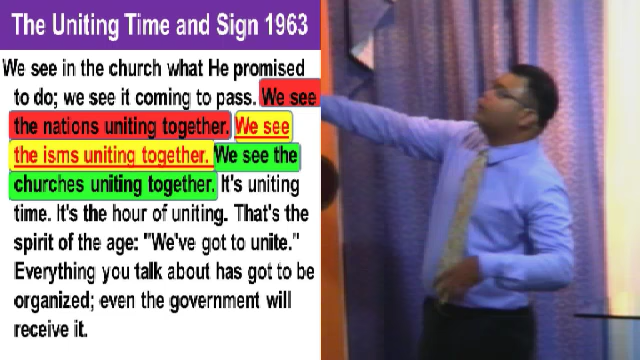 The Uniting Time and Sign 1963
We see in the church what He promised
to do; we see it coming to pass. We see
the nations uniting together. We see
the isms uniting together. We see the
churches uniting together. It's uniting
time. It's the hour of uniting. That's the
spirit of the age: "We've got to unite."
Everything you talk about has got to be
organized; even the government will
receive it.